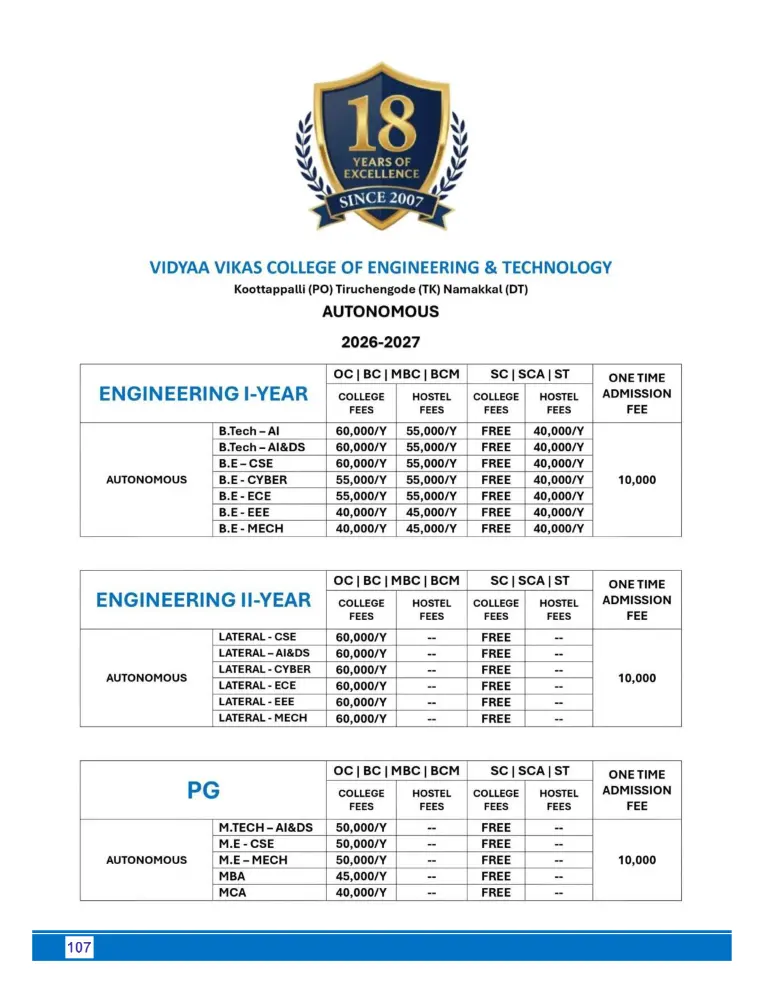 18
YEARS OF
EXCELLENCE
SINCE 2007
VIDYAA VIKAS COLLEGE OF ENGINEERING & TECHNOLOGY
Koottappalli (PO) Tiruchengode (TK) Namakkal (DT)
AUTONOMOUS
2026-2027
ENGINEERING I-YEAR
OC | BC | MBC | BCM
SC | SCA | ST
ONE TIME
ADMISSION
FEE
COLLEGE
FEES
HOSTEL
FEES
COLLEGE
FEES
HOSTEL
FEES
AUTONOMOUS
B.Tech – AI 60,000/Y 55,000/Y FREE 40,000/Y
B.Tech – AI&DS 60,000/Y 55,000/Y FREE 40,000/Y
B.E – CSE 60,000/Y 55,000/Y FREE 40,000/Y
B.E - CYBER 55,000/Y 55,000/Y FREE 40,000/Y
B.E - ECE 55,000/Y 55,000/Y FREE 40,000/Y
B.E - EEE 40,000/Y 45,000/Y FREE 40,000/Y
B.E - MECH 40,000/Y 45,000/Y FREE 40,000/Y
10,000
ENGINEERING II-YEAR
OC | BC | MBC | BCM
SC | SCA | ST
ONE TIME
ADMISSION
FEE
COLLEGE
FEES
HOSTEL
FEES
COLLEGE
FEES
HOSTEL
FEES
AUTONOMOUS
LATERAL - CSE 60,000/Y -- FREE --
LATERAL – AI&DS 60,000/Y -- FREE --
LATERAL - CYBER 60,000/Y -- FREE --
LATERAL - ECE 60,000/Y -- FREE --
LATERAL - EEE 60,000/Y -- FREE --
LATERAL - MECH 60,000/Y -- FREE --
10,000
PG
OC | BC | MBC | BCM
SC | SCA | ST
ONE TIME
ADMISSION
FEE
COLLEGE
FEES
HOSTEL
FEES
COLLEGE
FEES
HOSTEL
FEES
AUTONOMOUS
M.TECH – AI&DS 50,000/Y -- FREE --
M.E - CSE 50,000/Y -- FREE --
M.E – MECH 50,000/Y -- FREE --
MBA 45,000/Y -- FREE --
MCA 40,000/Y -- FREE --
10,000
107